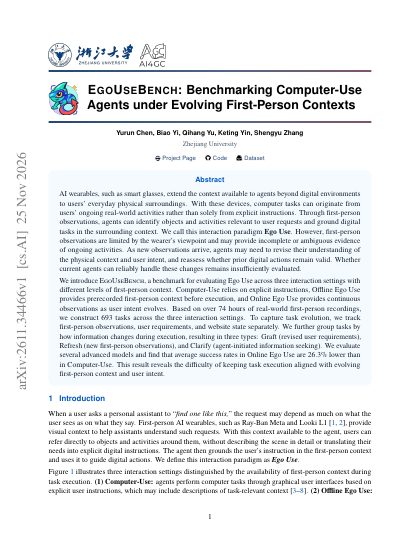 浙江大学
ZHEJIANG UNIVERSITY
AI4GC
EGOUSEBENCH: Benchmarking Computer-Use
Agents under Evolving First-Person Contexts
Yurun Chen, Biao Yi, Qihang Yu, Keting Yin, Shengyu Zhang
Zhejiang University
Project Page Code Dataset
arXiv:2611.34466v1 [cs.AI] 25 Nov 2026
Abstract
AI wearables, such as smart glasses, extend the context available to agents beyond digital environments
to users' everyday physical surroundings. With these devices, computer tasks can originate from
users' ongoing real-world activities rather than solely from explicit instructions. Through first-person
observations, agents can identify objects and activities relevant to user requests and ground digital
tasks in the surrounding context. We call this interaction paradigm Ego Use. However, first-person
observations are limited by the wearer's viewpoint and may provide incomplete or ambiguous evidence
of ongoing activities. As new observations arrive, agents may need to revise their understanding of
the physical context and user intent, and reassess whether prior digital actions remain valid. Whether
current agents can reliably handle these changes remains insufficiently evaluated.
We introduce EGOUSEBENCH, a benchmark for evaluating Ego Use across three interaction settings
with different levels of first-person context. Computer-Use relies on explicit instructions, Offline Ego Use
provides prerecorded first-person context before execution, and Online Ego Use provides continuous
observations as user intent evolves. Based on over 74 hours of real-world first-person recordings,
we construct 693 tasks across the three interaction settings. To capture task evolution, we track
first-person observations, user requirements, and website state separately. We further group tasks by
how information changes during execution, resulting in three types: Graft (revised user requirements),
Refresh (new first-person observations), and Clarify (agent-initiated information seeking). We evaluate
several advanced models and find that average success rates in Online Ego Use are 26.3% lower
than in Computer-Use. This result reveals the difficulty of keeping task execution aligned with evolving
first-person context and user intent.
1 Introduction
When a user asks a personal assistant to "find one like this," the request may depend as much on what the
user sees as on what they say. First-person AI wearables, such as Ray-Ban Meta and Looki L1 [1, 2], provide
visual context to help assistants understand such requests. With this context available to the agent, users can
refer directly to objects and activities around them, without describing the scene in detail or translating their
needs into explicit digital instructions. The agent then grounds the user's instruction in the first-person context
and uses it to guide digital actions. We define this interaction paradigm as Ego Use.
Figure 1 illustrates three interaction settings distinguished by the availability of first-person context during
task execution. (1) Computer-Use: agents perform computer tasks through graphical user interfaces based on
explicit user instructions, which may include descriptions of task-relevant context [3–8]. (2) Offline Ego Use:
1